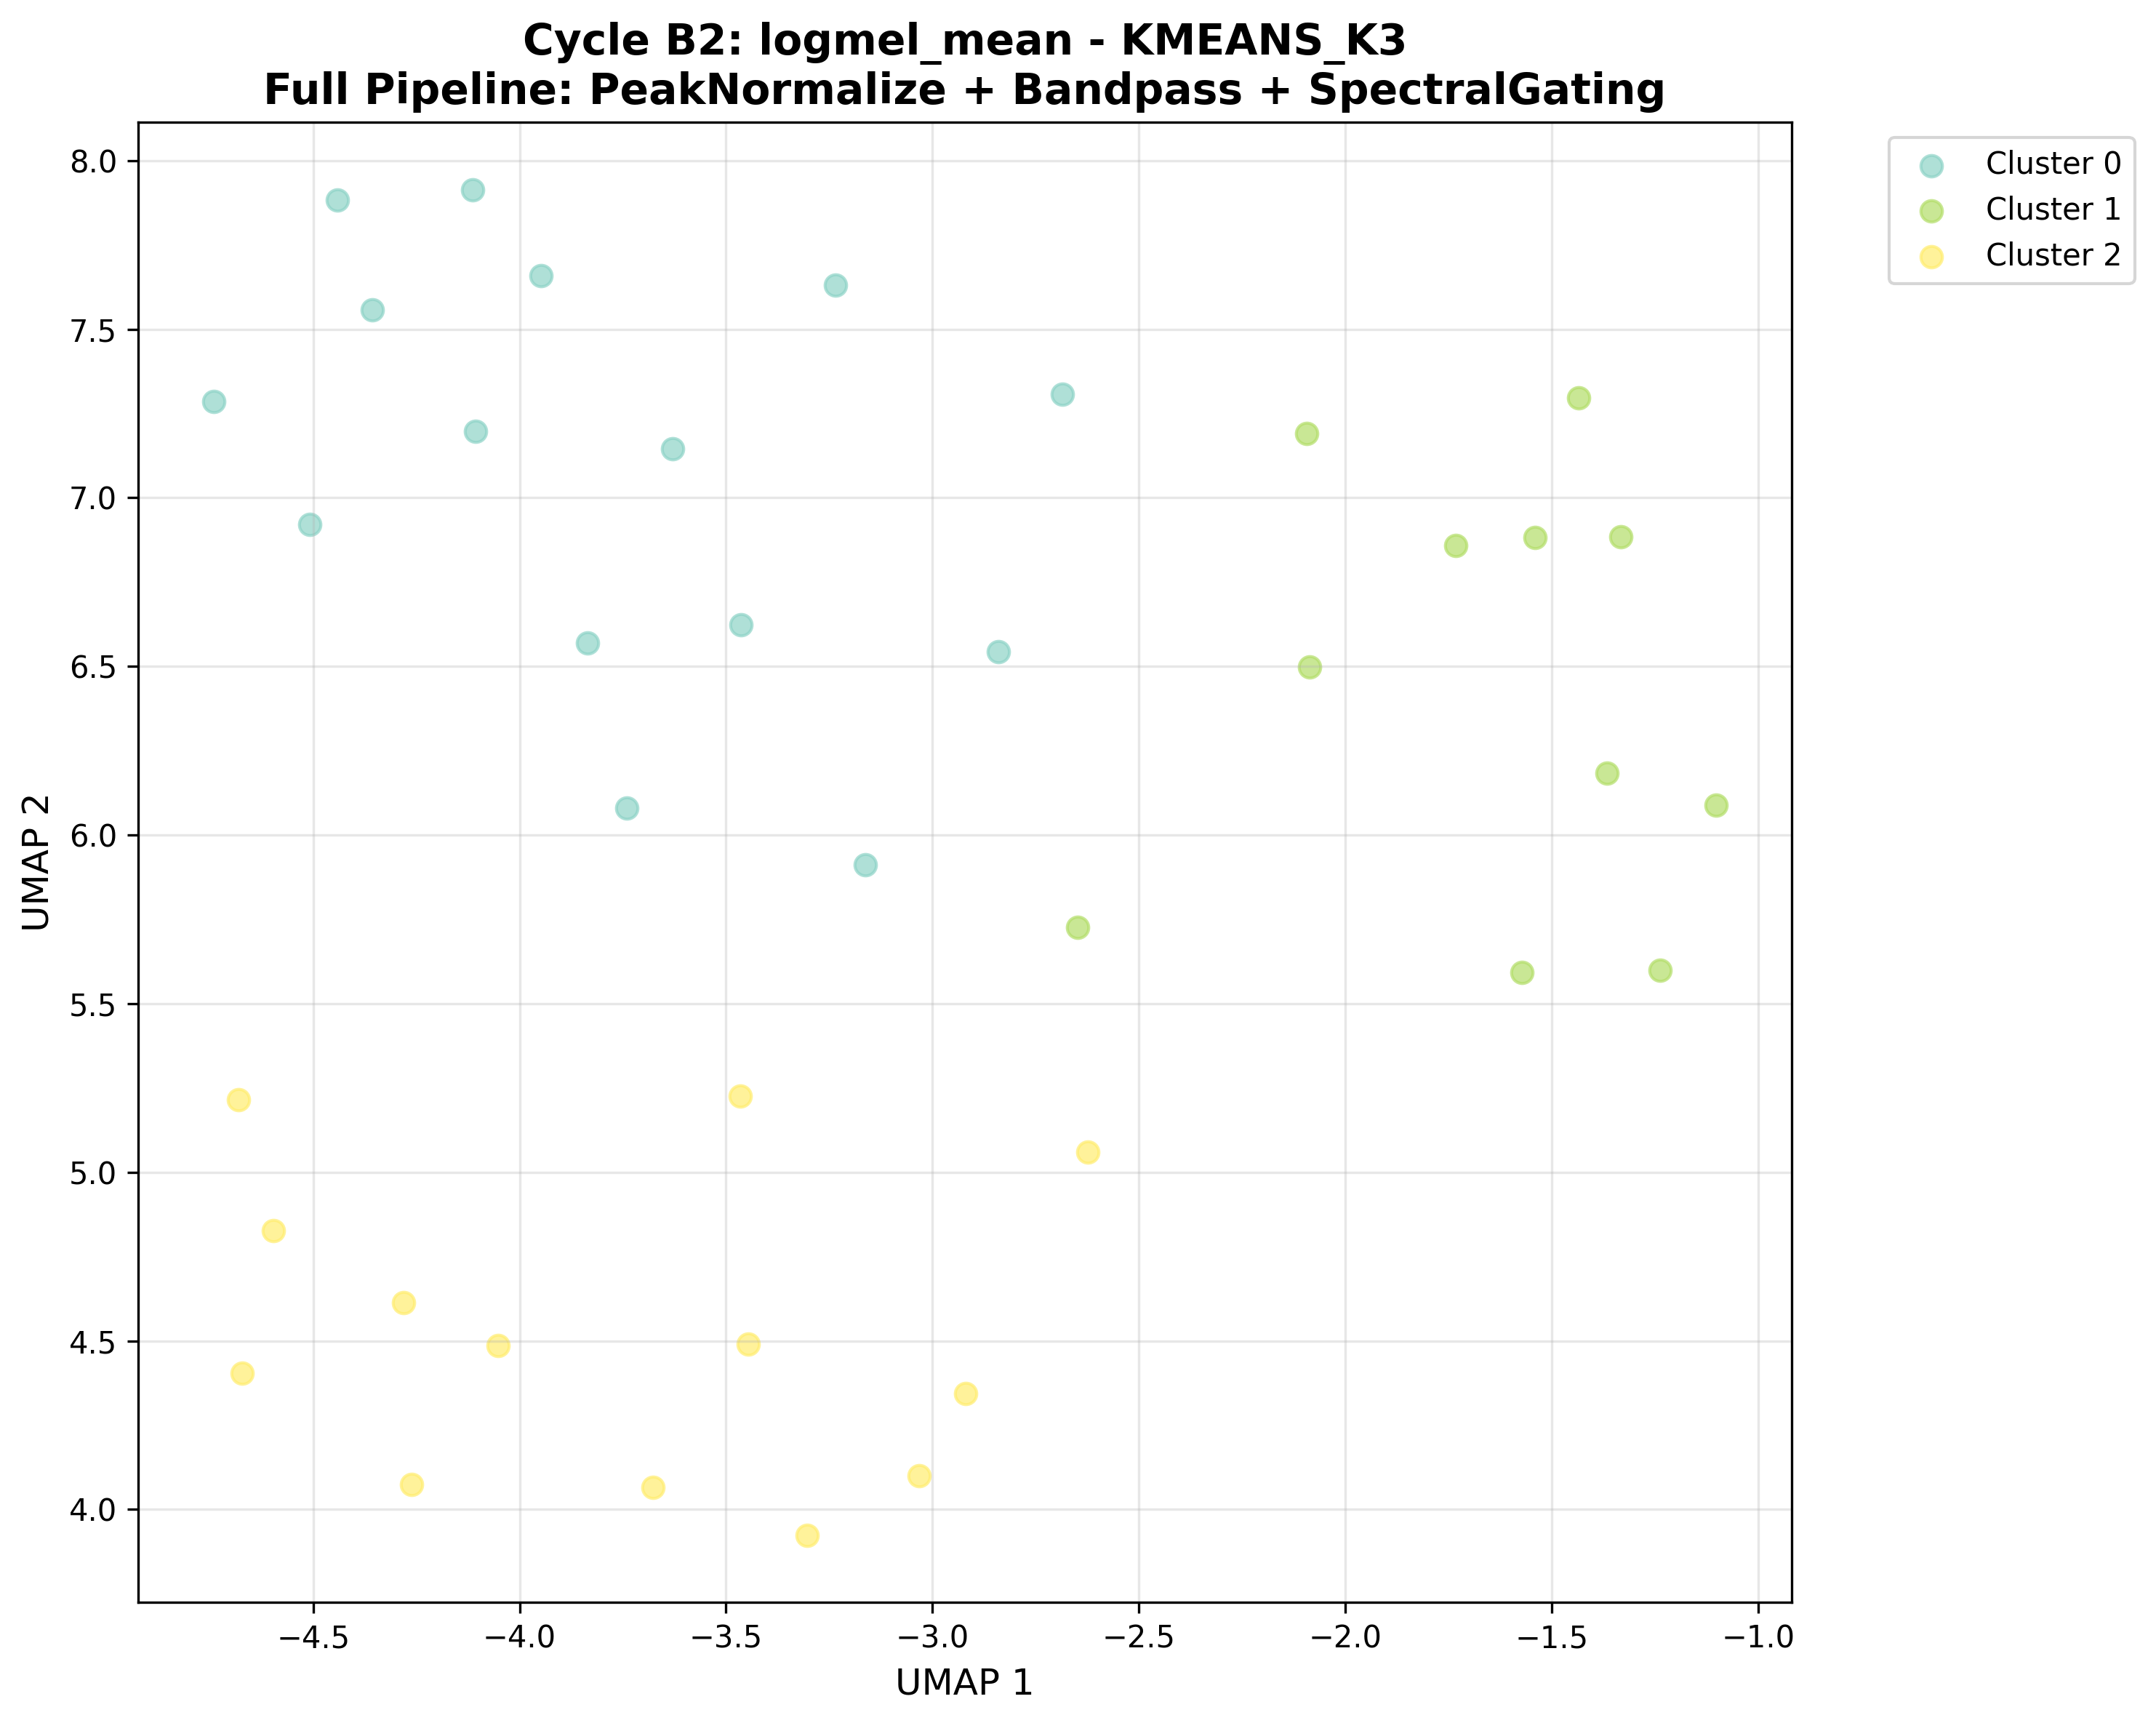 Cycle B2: logmel_mean - KMEANS_K3
Full Pipeline: PeakNormalize + Bandpass + SpectralGating
Cluster 0
Cluster 1
Cluster 2
8.0
7.5
7.0
6.5
6.0
5.5
5.0
4.5
4.0
UMAP 2
−4.5 −4.0 −3.5 −3.0 −2.5 −2.0 −1.5 −1.0
UMAP 1